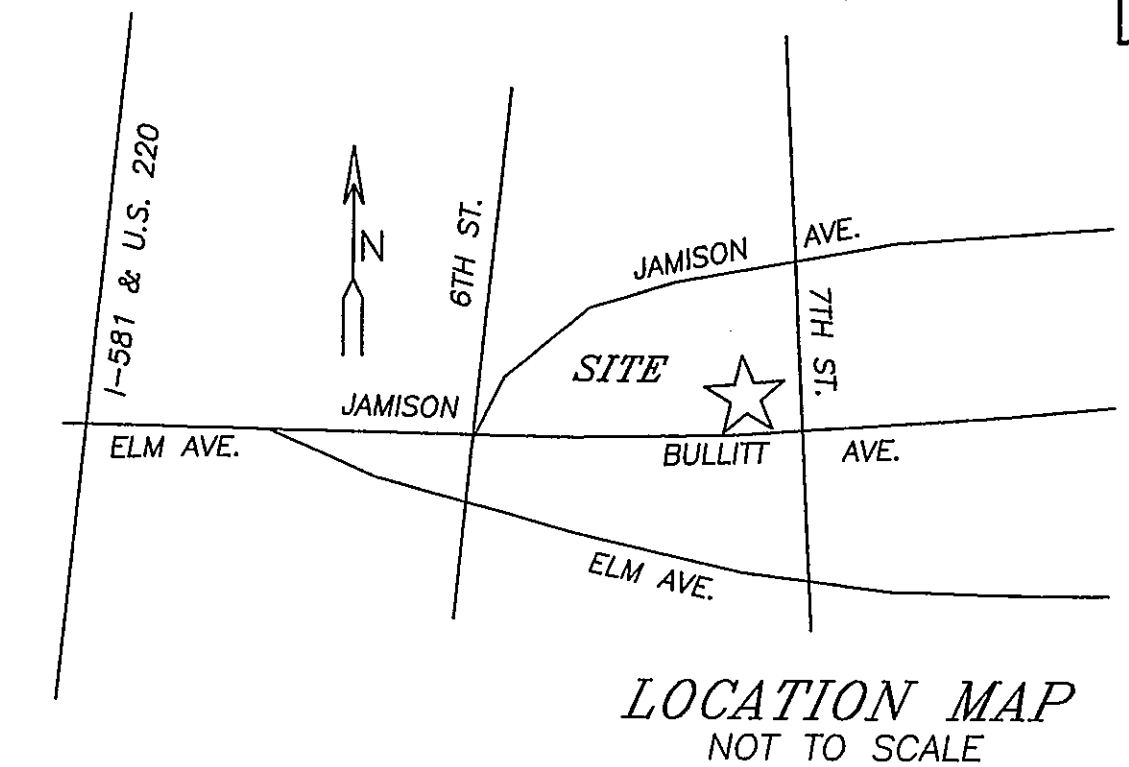 I-581 & U.S. 220
N
6TH ST.
JAMISON AVE.
7TH ST.
SITE
JAMISON
ELM AVE.
BULLITT AVE.
ELM AVE.
LOCATION MAP
NOT TO SCALE